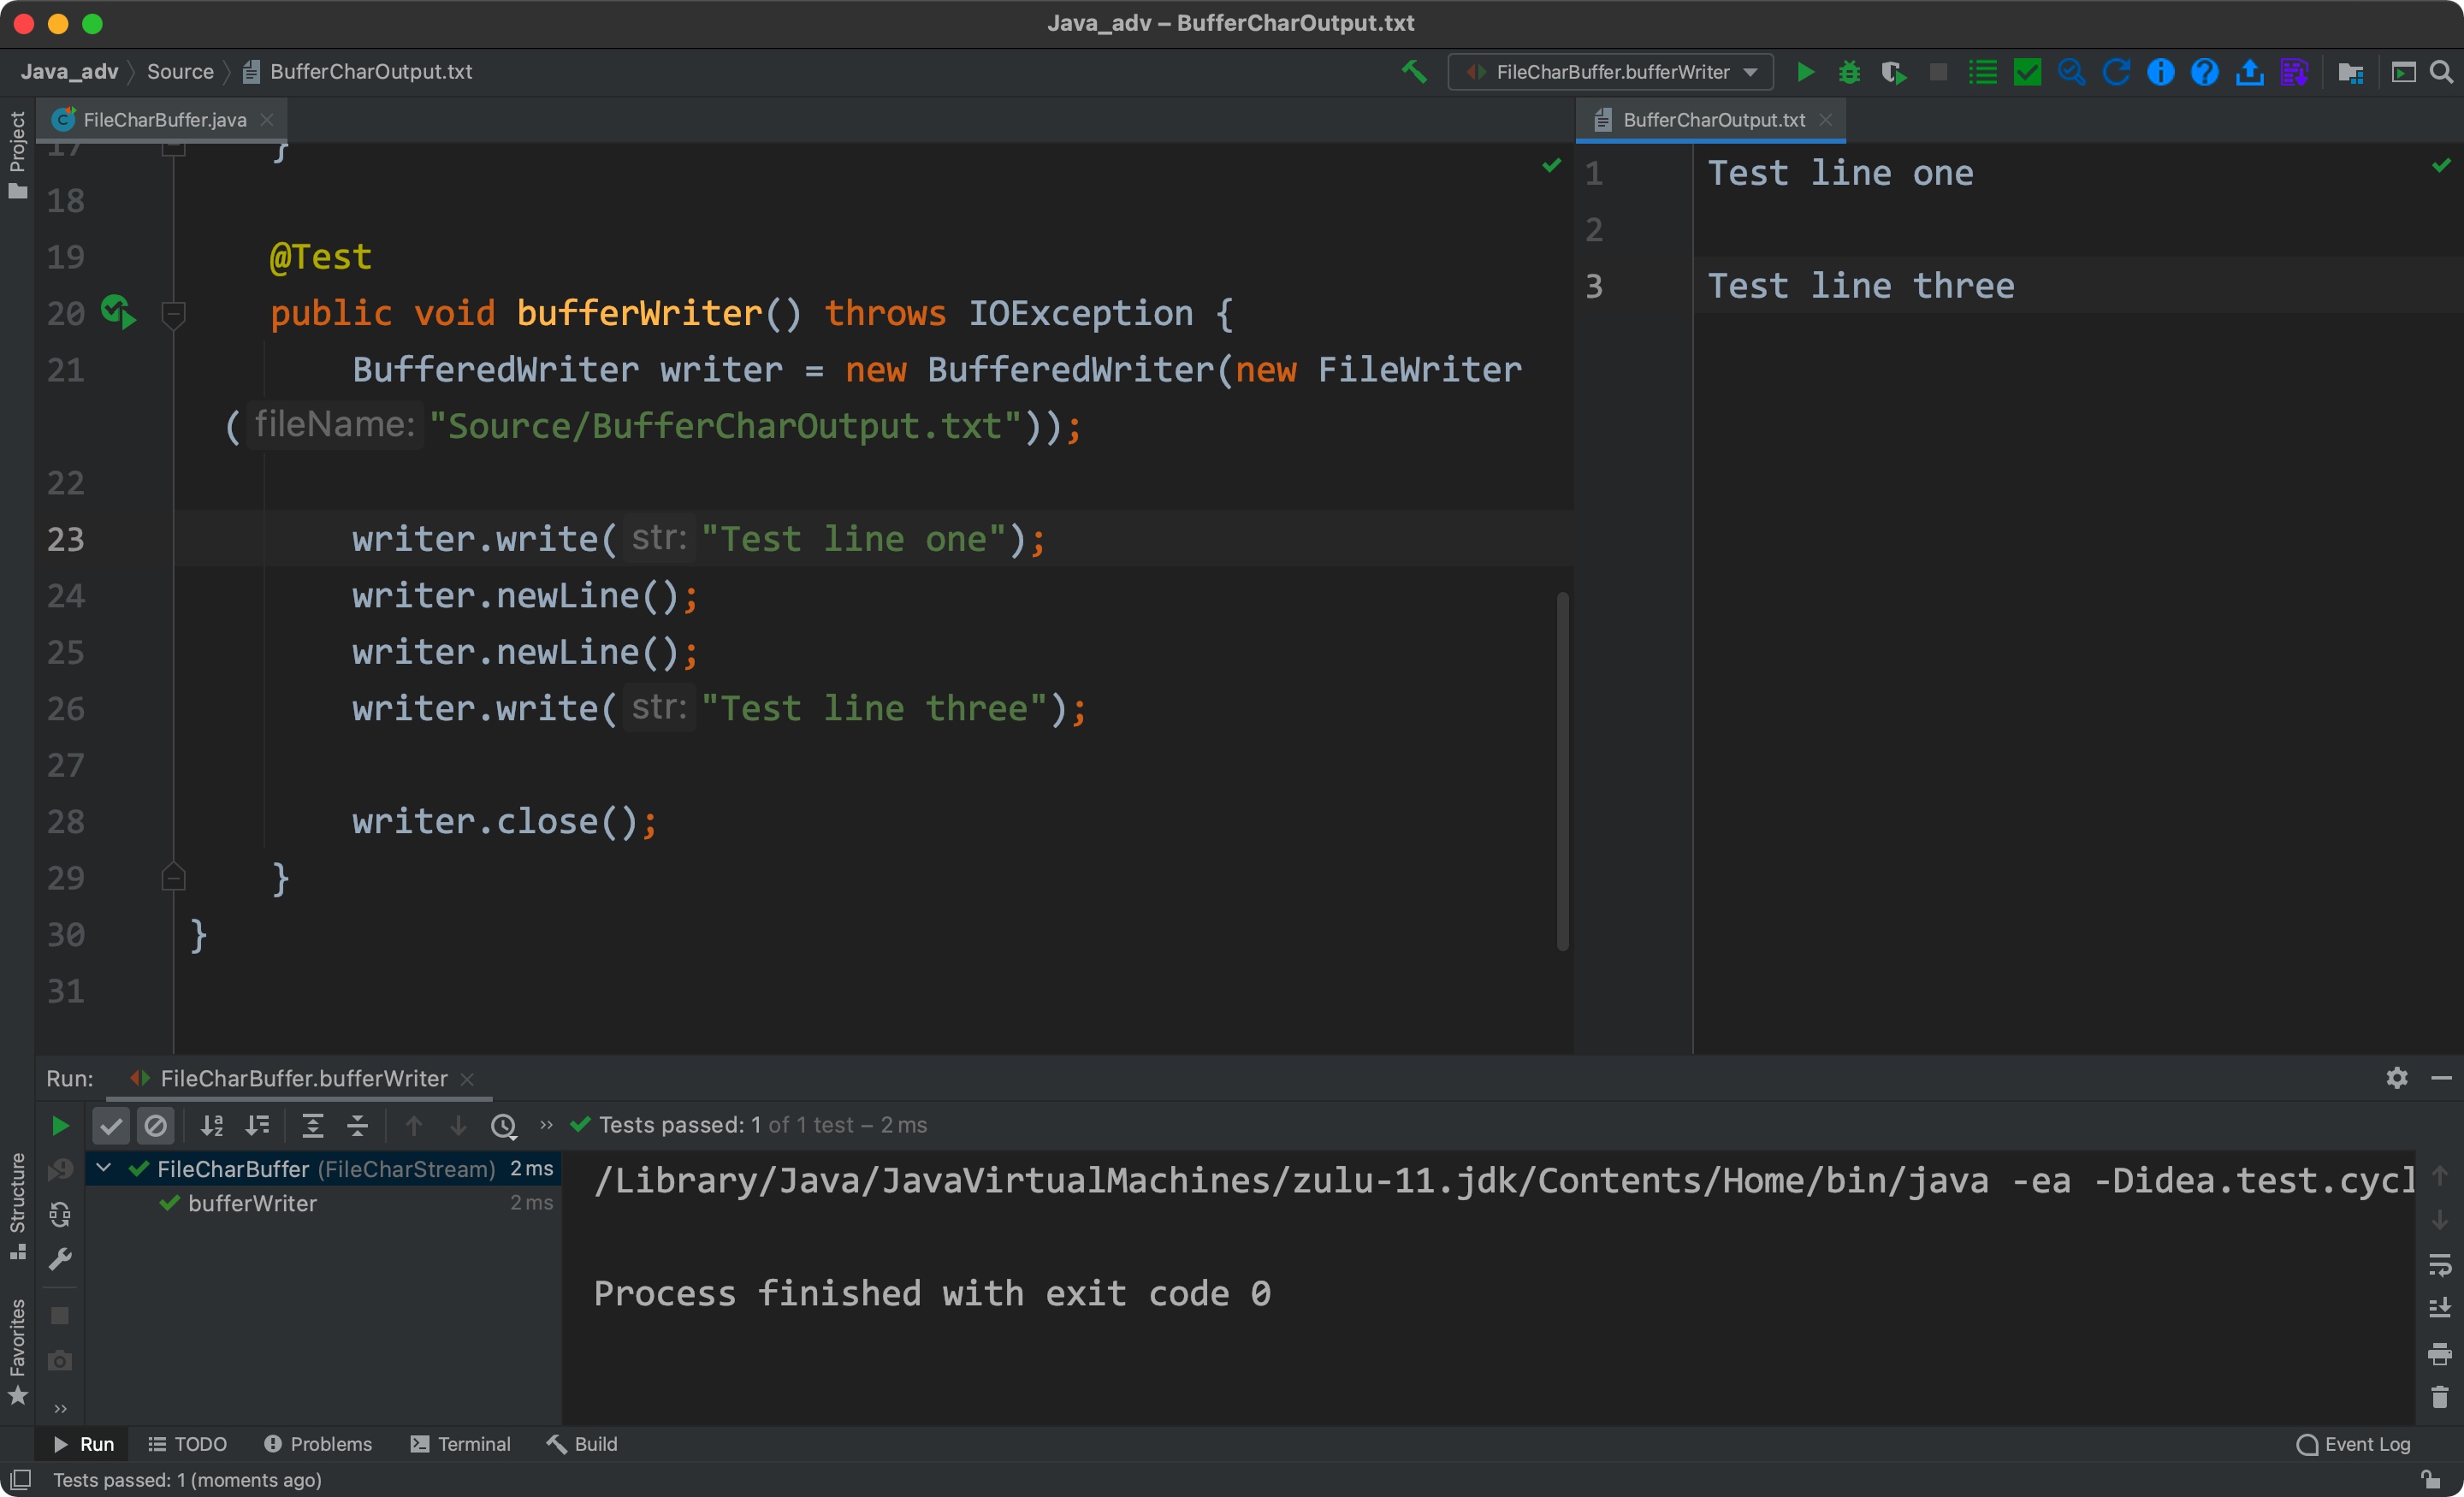 Java_adv – BufferCharOutput.txt
Java_adv Source BufferCharOutput.txt
FileCharBuffer.bufferWriter
Project
FileCharBuffer.java
BufferCharOutput.txt
17 }
18
19 @Test
20 public void bufferWriter() throws IOException {
21 BufferedWriter writer = new BufferedWriter(new FileWriter
( fileName: "Source/BufferCharOutput.txt"));
22
23 writer.write( str: "Test line one");
24 writer.newLine();
25 writer.newLine();
26 writer.write( str: "Test line three");
27
28 writer.close();
29 }
30 }
31
1 Test line one
2
3 Test line three
Run: FileCharBuffer.bufferWriter
Tests passed: 1 of 1 test – 2 ms
FileCharBuffer (FileCharStream) 2 ms
bufferWriter 2 ms
/Library/Java/JavaVirtualMachines/zulu-11.jdk/Contents/Home/bin/java -ea -Didea.test.cycl
Process finished with exit code 0
Structure
Favorites
Run TODO Problems Terminal Build Event Log
Tests passed: 1 (moments ago)